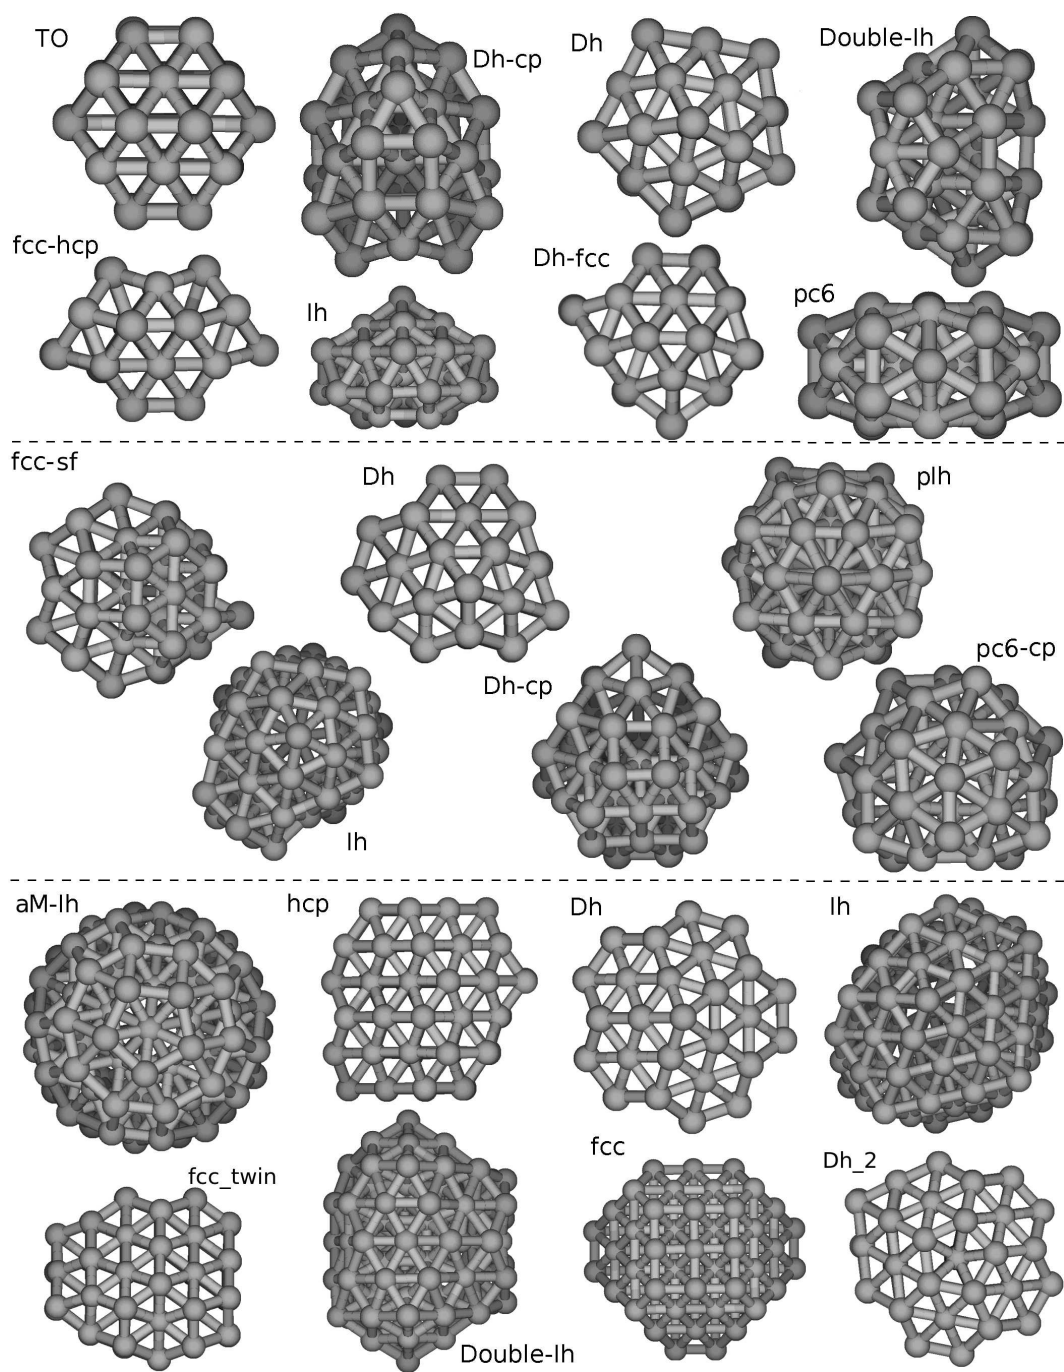 TO
Dh-cp
Dh
Double-Ih
fcc-hcp
Ih
Dh-fcc
pc6
fcc-sf
Dh
pIh
Ih
Dh-cp
pc6-cp
aM-Ih
hcp
Dh
Ih
fcc_twin
Double-Ih
fcc
Dh_2